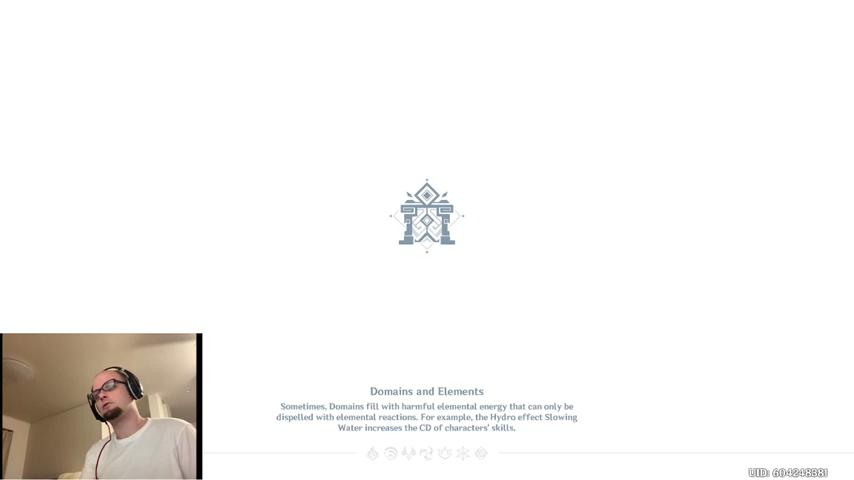 Domains and Elements
Sometimes, Domains fill with harmful elemental energy that can only be
dispelled with elemental reactions. For example, the Hydro effect Slowing
Water increases the CD of characters' skills.
UID: 604248381